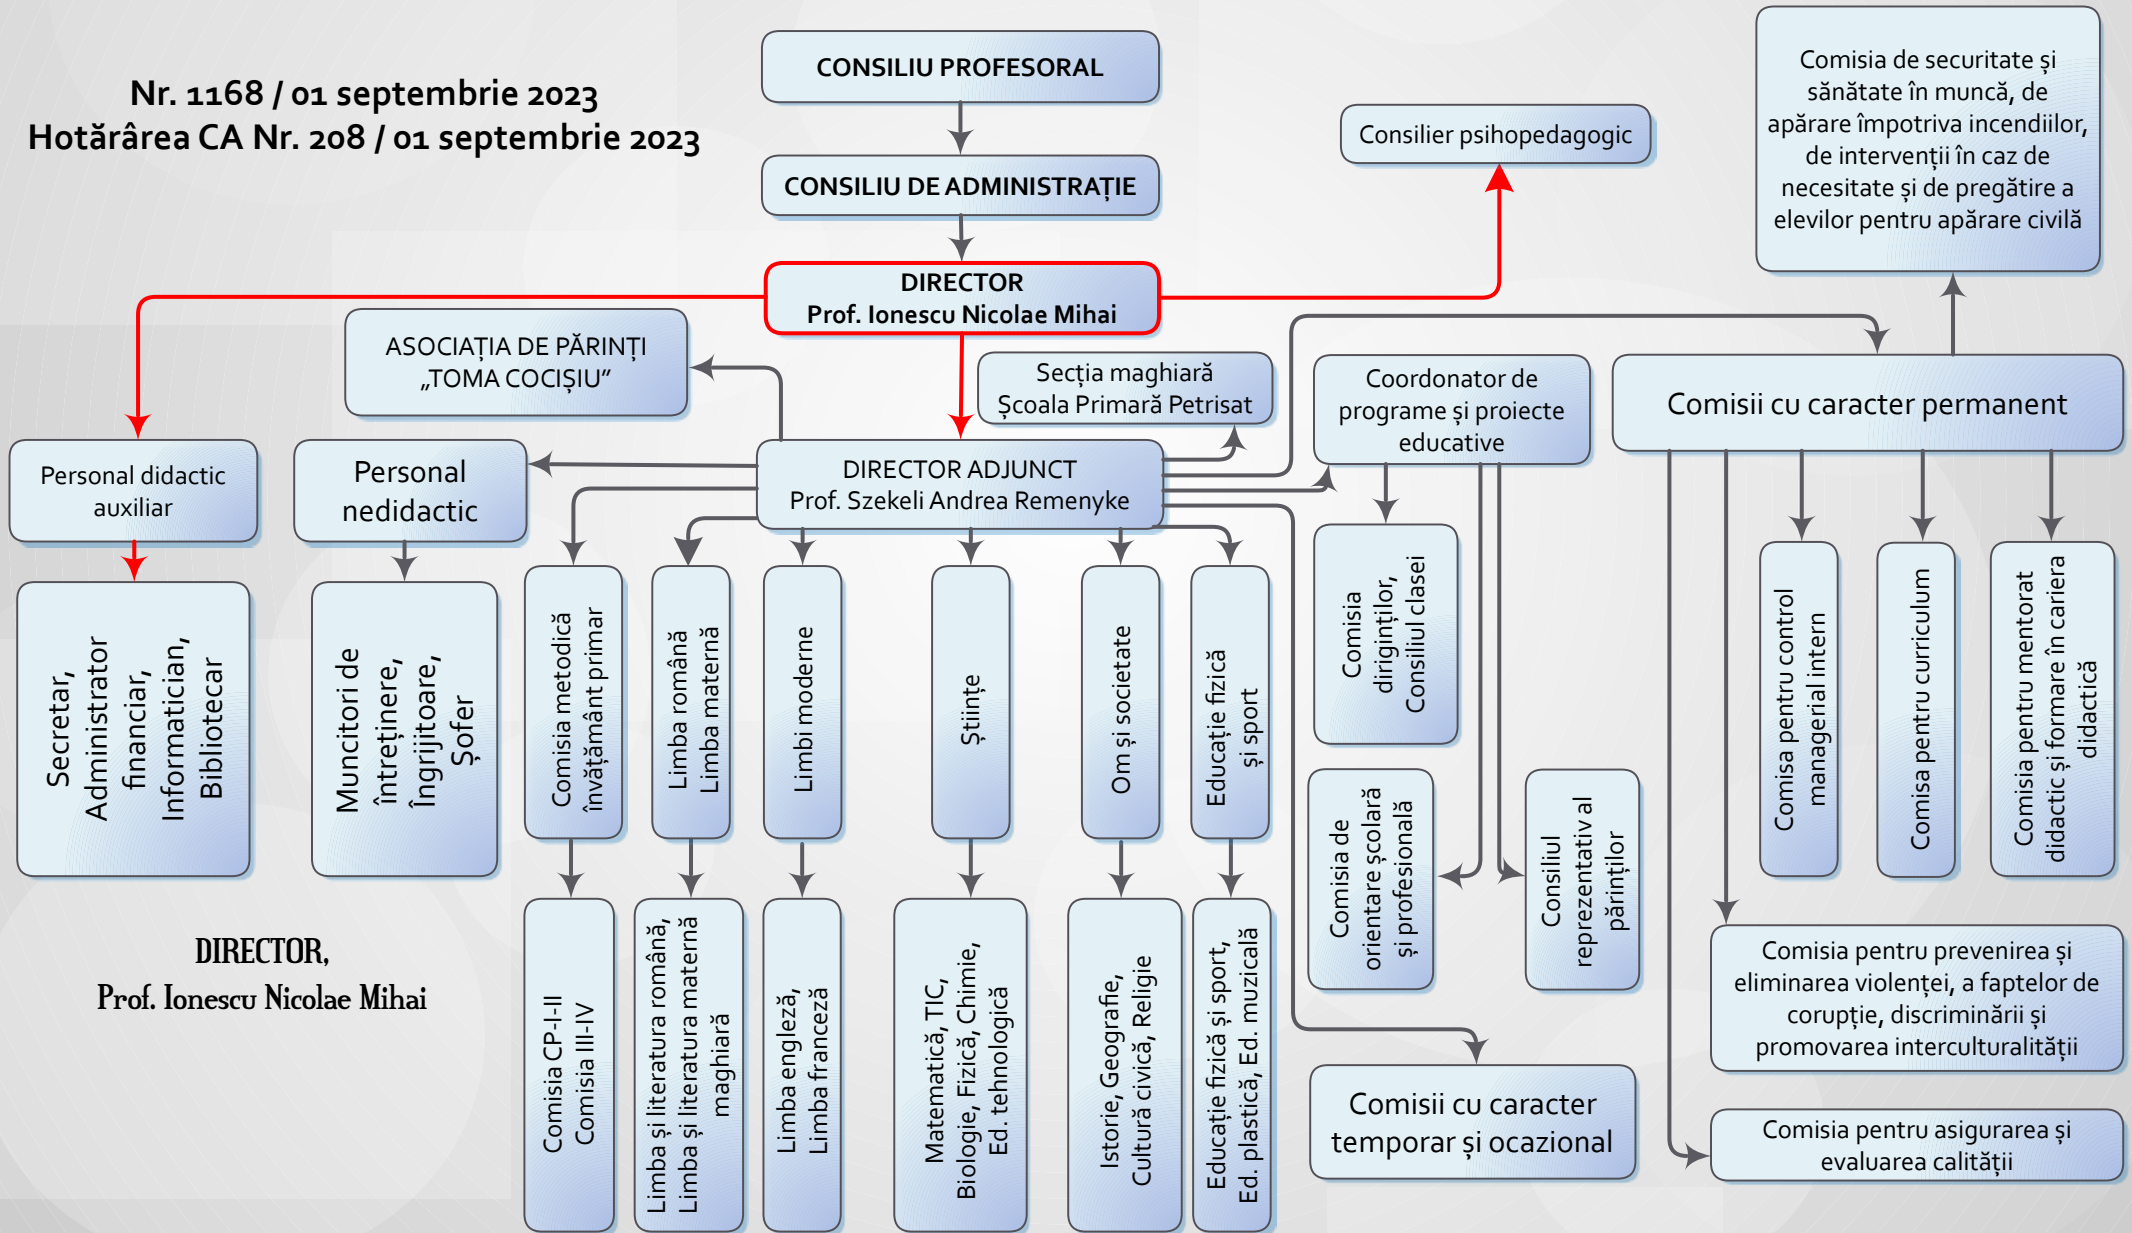 Nr. 1168 / 01 septembrie 2023
Hotărârea CA Nr. 208 / 01 septembrie 2023
CONSILIU PROFESORAL
CONSILIU DE ADMINISTRAȚIE
DIRECTOR
Prof. Ionescu Nicolae Mihai
Consilier psihopedagogic
Comisia de securitate și
sănătate în muncă, de
apărare împotriva incendiilor,
de intervenții în caz de
necesitate și de pregătire a
elevilor pentru apărare civilă
ASOCIAȚIA DE PĂRINȚI
„TOMA COCIȘIU”
Secția maghiară
Școala Primară Petrisat
Coordonator de
programe și proiecte
educative
Comisii cu caracter permanent
Personal didactic
auxiliar
Personal
nedidactic
DIRECTOR ADJUNCT
Prof. Szekeli Andrea Remenyke
Secretar,
Administrator
financiar,
Informatician,
Bibliotecar
Muncitori de
întreținere,
Îngrijitoare,
Șofer
Comisia metodică
învățământ primar
Limba română
Limba maternă
Limbi moderne
Științe
Om și societate
Educație fizică
și sport
Comisia
diriginților,
Consiliul clasei
Comisa pentru control
managerial intern
Comisa pentru curriculum
Comisia pentru mentorat
didactic și formare în cariera
didactică
Comisia de
orientare școlară
și profesională
Consiliul
reprezentativ al
părinților
Comisia CP-I-II
Comisia III-IV
Limba și literatura română,
Limba și literatura maternă
maghiară
Limba engleză,
Limba franceză
Matematică, TIC,
Biologie, Fizică, Chimie,
Ed. tehnologică
Istorie, Geografie,
Cultură civică, Religie
Educație fizică și sport,
Ed. plastică, Ed. muzicală
Comisia pentru prevenirea și
eliminarea violenței, a faptelor de
corupție, discriminării și
promovarea interculturalității
Comisii cu caracter
temporar și ocazional
Comisia pentru asigurarea și
evaluarea calității
DIRECTOR,
Prof. Ionescu Nicolae Mihai